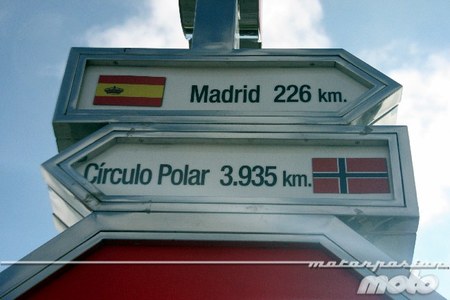 Madrid 226 km.
Círculo Polar 3.935 km.
motorpasion
moto